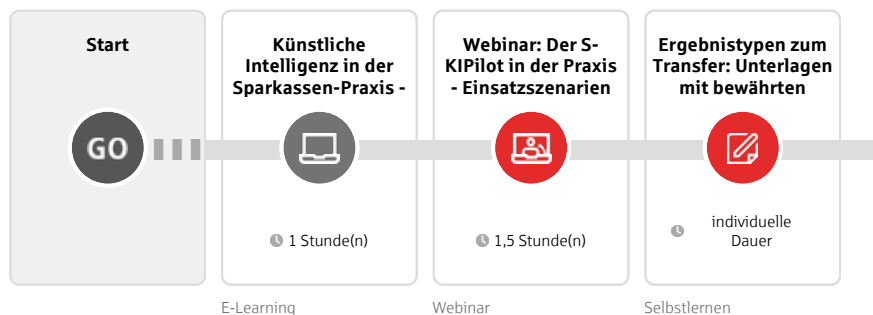 Start
GO
Künstliche
Intelligenz in der
Sparkassen-Praxis -
1 Stunde(n)
E-Learning
Webinar: Der S-
KIPilot in der Praxis
- Einsatzszenarien
1,5 Stunde(n)
Webinar
Ergebnistypen zum
Transfer: Unterlagen
mit bewährten
individuelle
Dauer
Selbstlernen